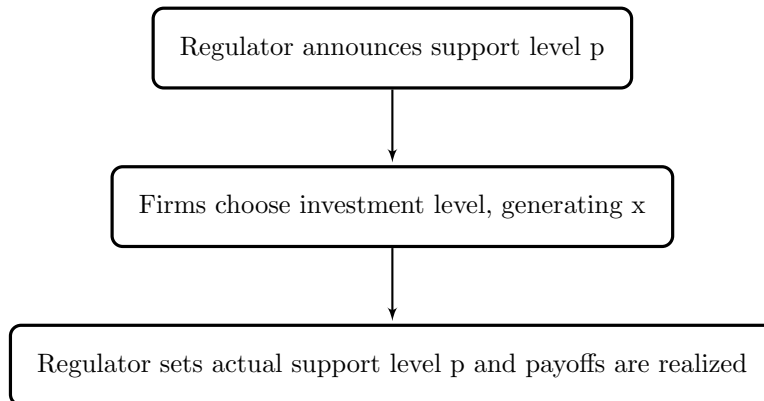 Regulator announces support level p
Firms choose investment level, generating x
Regulator sets actual support level p and payoffs are realized